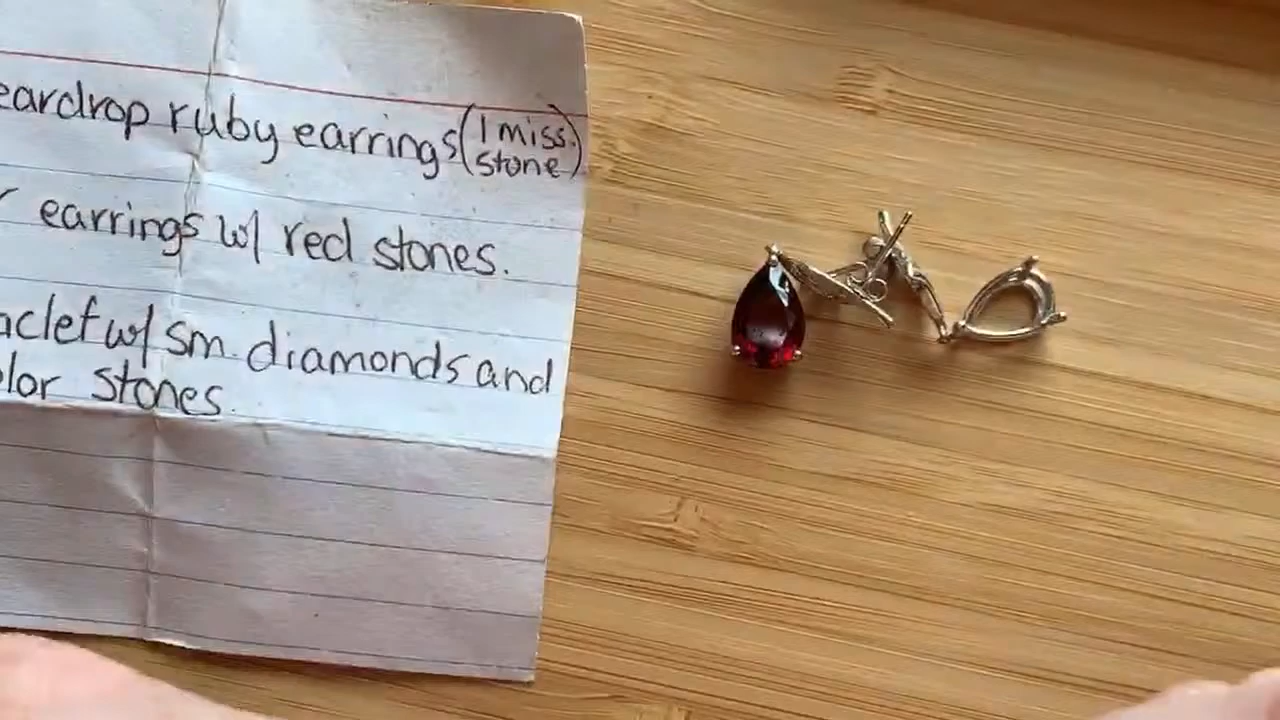 eardrop ruby earrings (1 miss. stone)
earrings w/ red stones.
aclet w/ sm. diamonds and
lor stones.